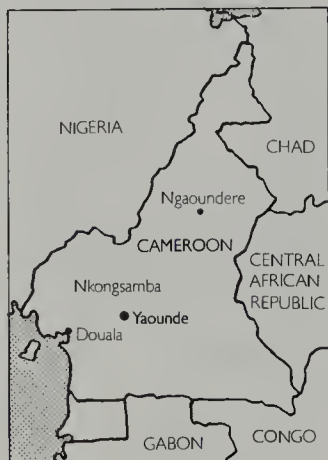 NIGERIA
CHAD
Ngaoundere
CAMEROON
CENTRAL
AFRICAN
REPUBLIC
Nkongsamba
Yaounde
Douala
GABON
CONGO